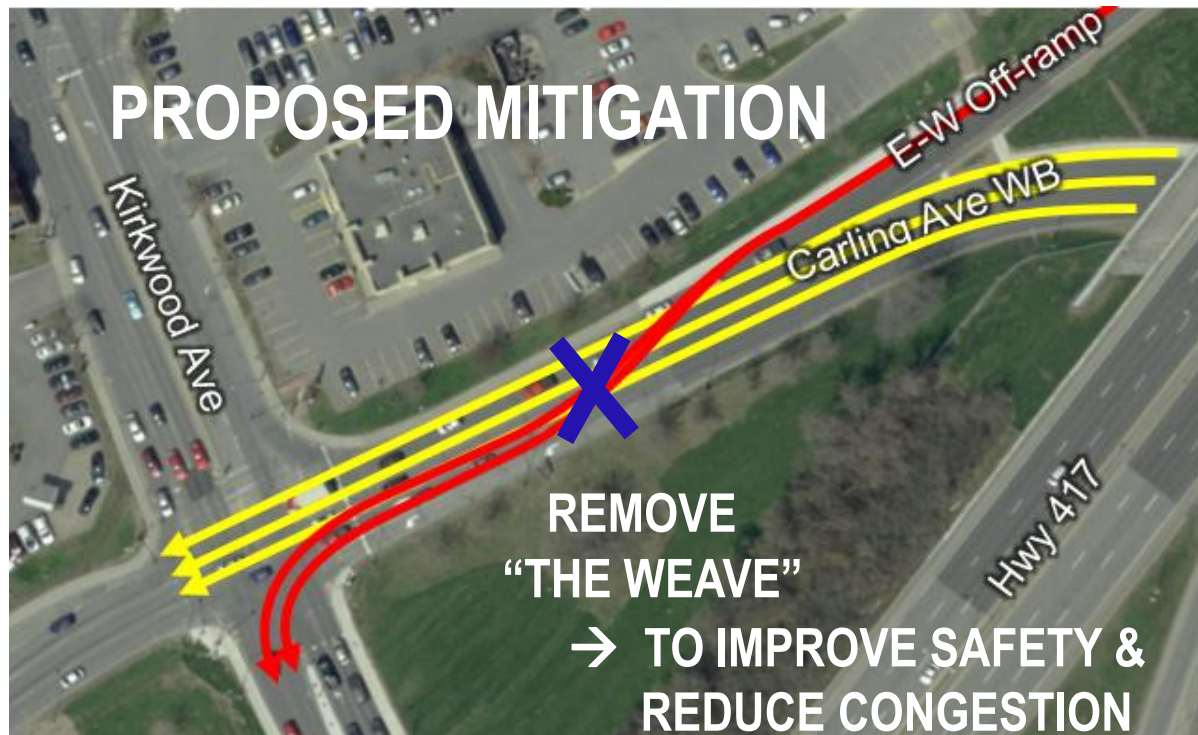 PROPOSED MITIGATION
E-W Off-ramp
Kirkwood Ave
Carling Ave WB
REMOVE
“THE WEAVE”
Hwy 417
→ TO IMPROVE SAFETY &
REDUCE CONGESTION